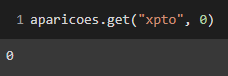 1 aparicoes.get("xpto", 0)
0